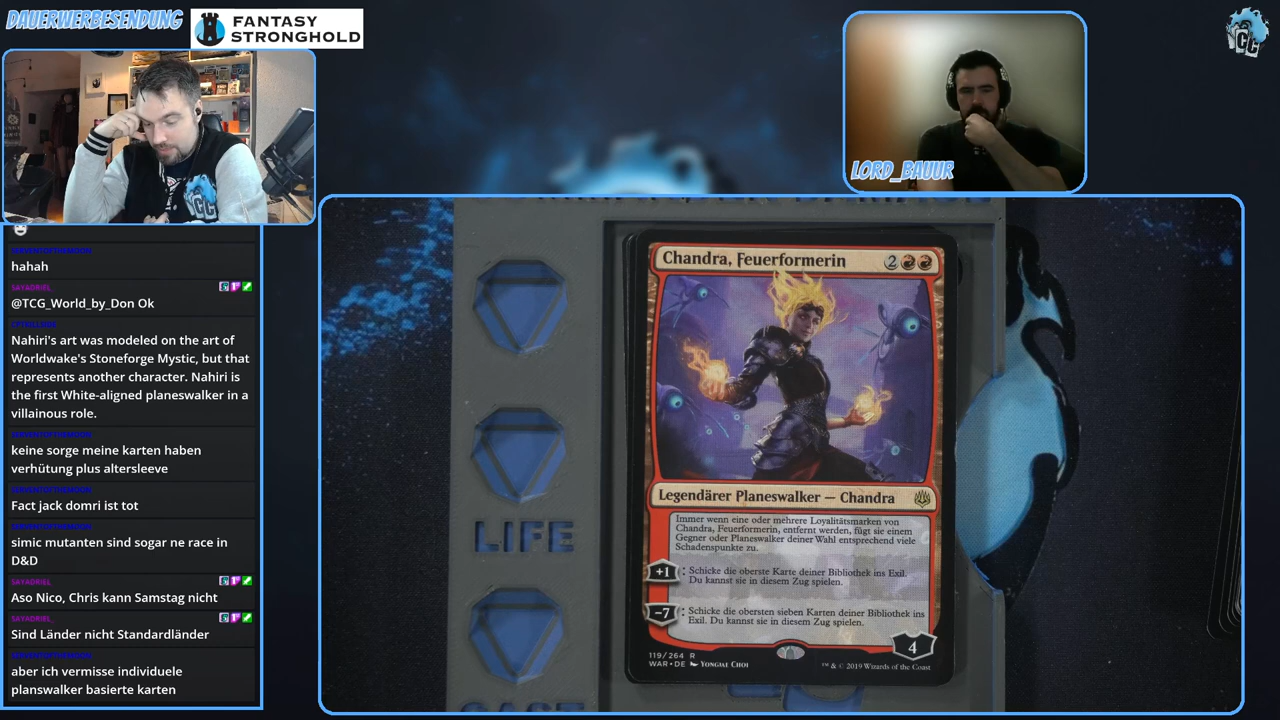 DAUERWERBESENDUNG
FANTASY
STRONGHOLD
LORD_BAUUR
hahah
SAYADRIEL_
@TCG_World_by_Don Ok
Nahiri's art was modeled on the art of
Worldwake's Stoneforge Mystic, but that
represents another character. Nahiri is
the first White-aligned planeswalker in a
villainous role.
keine sorge meine karten haben
verhütung plus altersleeve
Fact jack domri ist tot
simic mutanten sind sogar ne race in
D&D
SAYADRIEL_
Aso Nico, Chris kann Samstag nicht
SAYADRIEL_
Sind Länder nicht Standardländer
aber ich vermisse individuele
planswalker basierte karten
LIFE
Chandra, Feuerformerin
2
Legendärer Planeswalker — Chandra
Immer wenn eine oder mehrere Loyalitätsmarken von
Chandra, Feuerformerin, entfernt werden, fügt sie einem
Gegner oder Planeswalker deiner Wahl entsprechend viele
Schadenspunkte zu.
+1 : Schicke die oberste Karte deiner Bibliothek ins Exil.
Du kannst sie in diesem Zug spielen.
−7 : Schicke die obersten sieben Karten deiner Bibliothek ins
Exil. Du kannst sie in diesem Zug spielen.
4
119/264 R
WAR • DE Yongjae Choi
™ & © 2019 Wizards of the Coast